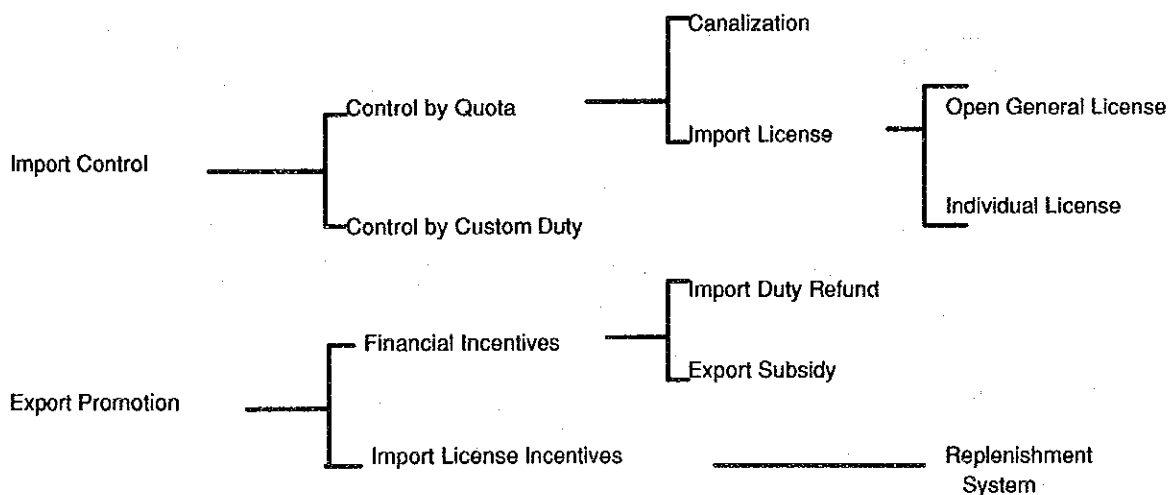 Canalization
Control by Quota
Open General License
Import License
Import Control
Individual License
Control by Custom Duty
Import Duty Refund
Financial Incentives
Export Subsidy
Export Promotion
Import License Incentives
Replenishment
System